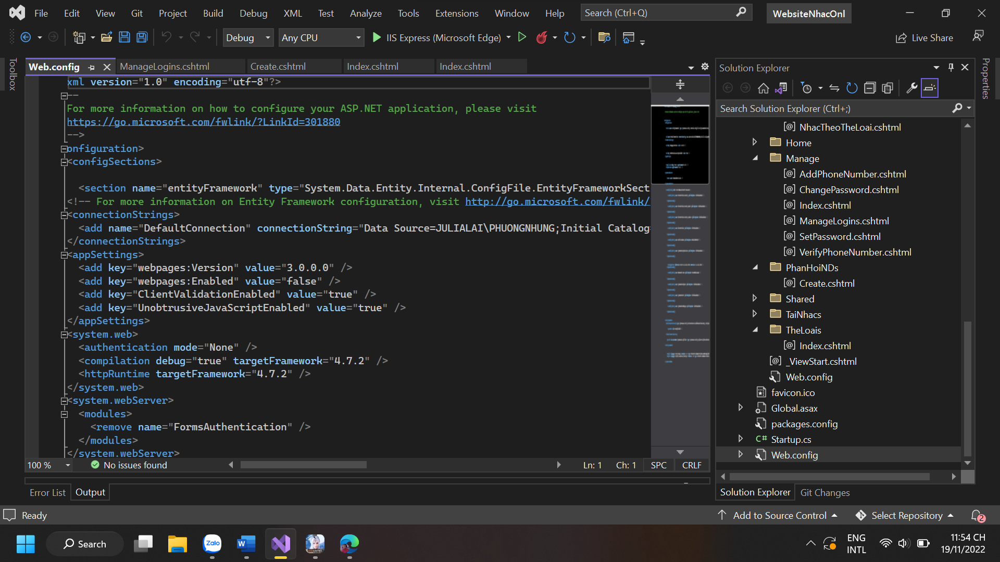 File Edit View Git Project Build Debug XML Test Analyze Tools Extensions Window Help Search (Ctrl+Q) WebsiteNhacOnl
Debug Any CPU IIS Express (Microsoft Edge) Live Share
Toolbox
Web.config ManageLogins.cshtml Create.cshtml Index.cshtml Index.cshtml
xml version="1.0" encoding="utf-8"?>
--
For more information on how to configure your ASP.NET application, please visit
https://go.microsoft.com/fwlink/?LinkId=301880
-->
onfiguration>
<configSections>
<section name="entityFramework" type="System.Data.Entity.Internal.ConfigFile.EntityFrameworkSect
<!-- For more information on Entity Framework configuration, visit http://go.microsoft.com/fwlink/
<connectionStrings>
<add name="DefaultConnection" connectionString="Data Source=JULIALAI\PHUONGNHUNG;Initial Catalog=
</connectionStrings>
<appSettings>
<add key="webpages:Version" value="3.0.0.0" />
<add key="webpages:Enabled" value="false" />
<add key="ClientValidationEnabled" value="true" />
<add key="UnobtrusiveJavaScriptEnabled" value="true" />
</appSettings>
<system.web>
<authentication mode="None" />
<compilation debug="true" targetFramework="4.7.2" />
<httpRuntime targetFramework="4.7.2" />
</system.web>
<system.webServer>
<modules>
<remove name="FormsAuthentication" />
</modules>
</system.webServer>
100 % No issues found Ln: 1 Ch: 1 SPC CRLF
Error List Output
Solution Explorer
Search Solution Explorer (Ctrl+;)
NhacTheoTheLoai.cshtml
Home
Manage
AddPhoneNumber.cshtml
ChangePassword.cshtml
Index.cshtml
ManageLogins.cshtml
SetPassword.cshtml
VerifyPhoneNumber.cshtml
PhanHoiNDs
Create.cshtml
Shared
TaiNhacs
TheLoais
Index.cshtml
_ViewStart.cshtml
Web.config
favicon.ico
Global.asax
packages.config
C# Startup.cs
Web.config
Solution Explorer Git Changes
Properties
Ready Add to Source Control Select Repository 2
Search Zalo W ENG
INTL
11:54 CH
19/11/2022